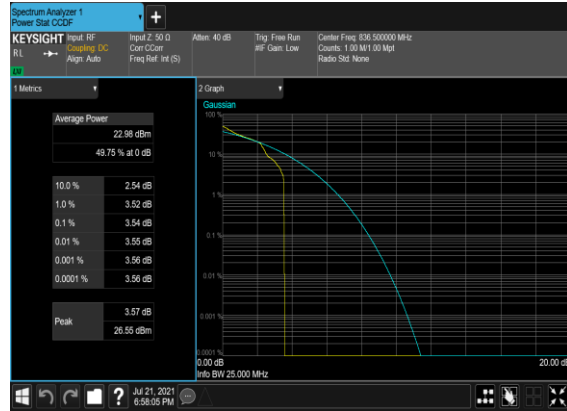 Spectrum Analyzer 1
Power Stat CCDF
KEYSIGHT
RL
LXI
Input: RF
Coupling: DC
Align: Auto
Input Z: 50 Ω
Corr CCorr
Freq Ref: Int (S)
Atten: 40 dB
Trig: Free Run
#IF Gain: Low
Center Freq: 836.500000 MHz
Counts: 1.00 M/1.00 Mpt
Radio Std: None
1 Metrics
Average Power
22.98 dBm
49.75 % at 0 dB
10.0 % 2.54 dB
1.0 % 3.52 dB
0.1 % 3.54 dB
0.01 % 3.55 dB
0.001 % 3.56 dB
0.0001 % 3.56 dB
Peak
3.57 dB
26.55 dBm
2 Graph
Gaussian
100 %
10 %
1 %
0.1 %
0.01 %
0.001 %
0.0001 %
0.00 dB
20.00 dB
Info BW 25.000 MHz
Jul 21, 2021
6:58:05 PM